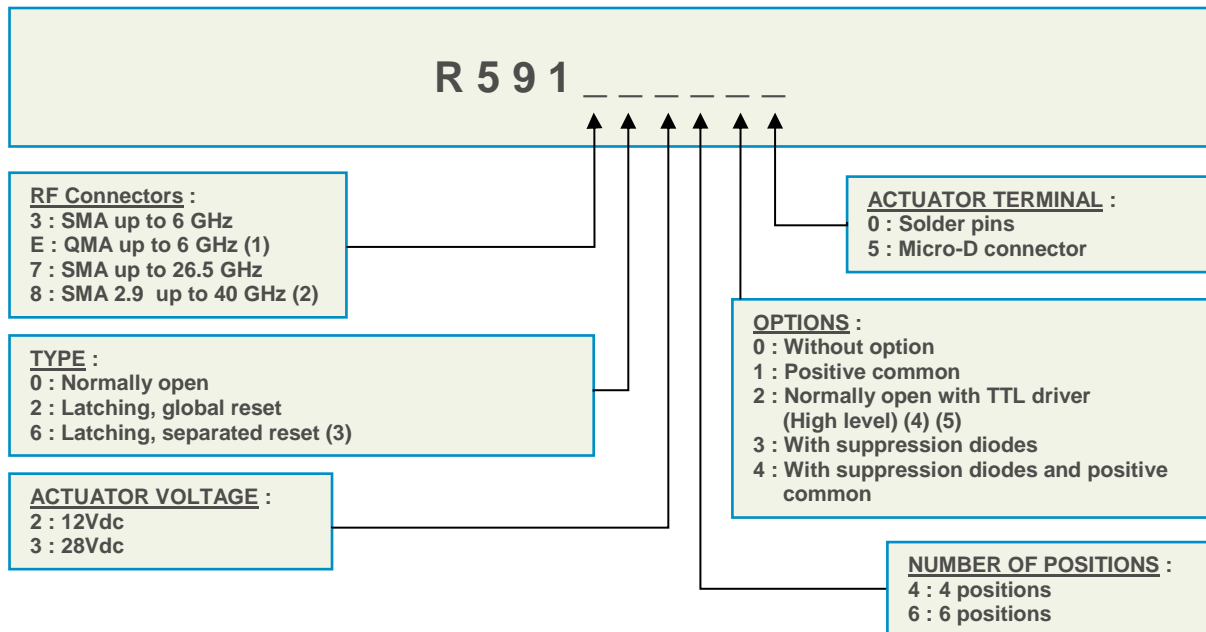 R 5 9 1 _ _ _ _ _ _
RF Connectors :
3 : SMA up to 6 GHz
E : QMA up to 6 GHz (1)
7 : SMA up to 26.5 GHz
8 : SMA 2.9 up to 40 GHz (2)
TYPE :
0 : Normally open
2 : Latching, global reset
6 : Latching, separated reset (3)
ACTUATOR VOLTAGE :
2 : 12Vdc
3 : 28Vdc
ACTUATOR TERMINAL :
0 : Solder pins
5 : Micro-D connector
OPTIONS :
0 : Without option
1 : Positive common
2 : Normally open with TTL driver
(High level) (4) (5)
3 : With suppression diodes
4 : With suppression diodes and positive
common
NUMBER OF POSITIONS :
4 : 4 positions
6 : 6 positions